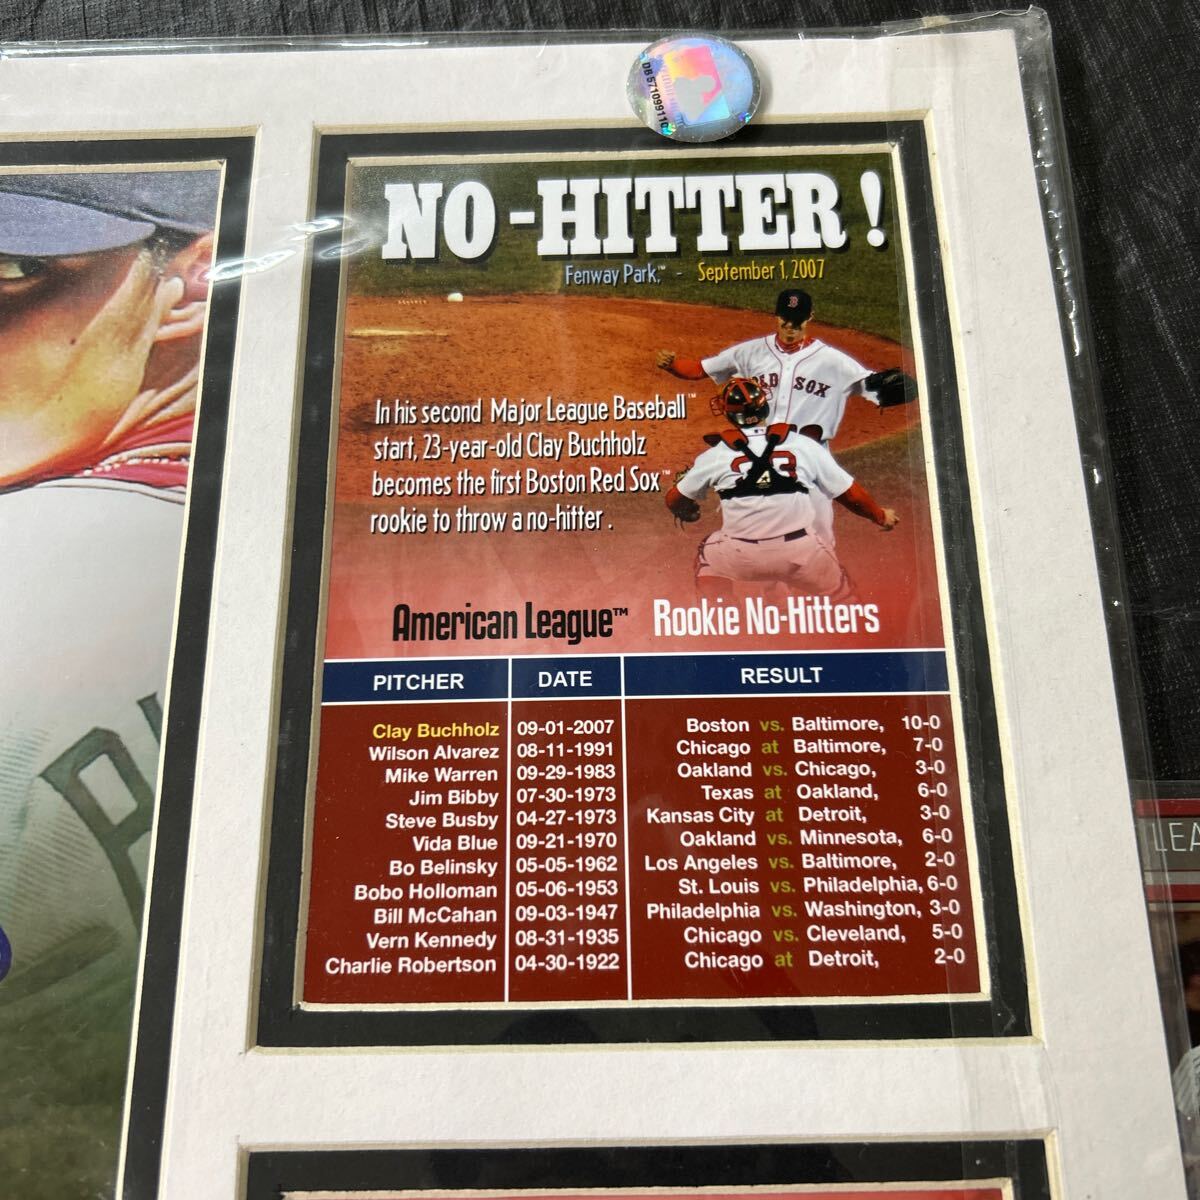 NO-HITTER!
Fenway Park,™ - September 1, 2007
In his second Major League Baseball™
start, 23-year-old Clay Buchholz
becomes the first Boston Red Sox™
rookie to throw a no-hitter.
American League™ Rookie No-Hitters
PITCHER DATE RESULT
Clay Buchholz 09-01-2007 Boston vs. Baltimore, 10-0
Wilson Alvarez 08-11-1991 Chicago at Baltimore, 7-0
Mike Warren 09-29-1983 Oakland vs. Chicago, 3-0
Jim Bibby 07-30-1973 Texas at Oakland, 6-0
Steve Busby 04-27-1973 Kansas City at Detroit, 3-0
Vida Blue 09-21-1970 Oakland vs. Minnesota, 6-0
Bo Belinsky 05-05-1962 Los Angeles vs. Baltimore, 2-0
Bobo Holloman 05-06-1953 St. Louis vs. Philadelphia, 6-0
Bill McCahan 09-03-1947 Philadelphia vs. Washington, 3-0
Vern Kennedy 08-31-1935 Chicago vs. Cleveland, 5-0
Charlie Robertson 04-30-1922 Chicago at Detroit, 2-0
B
RED SOX
33
LEA